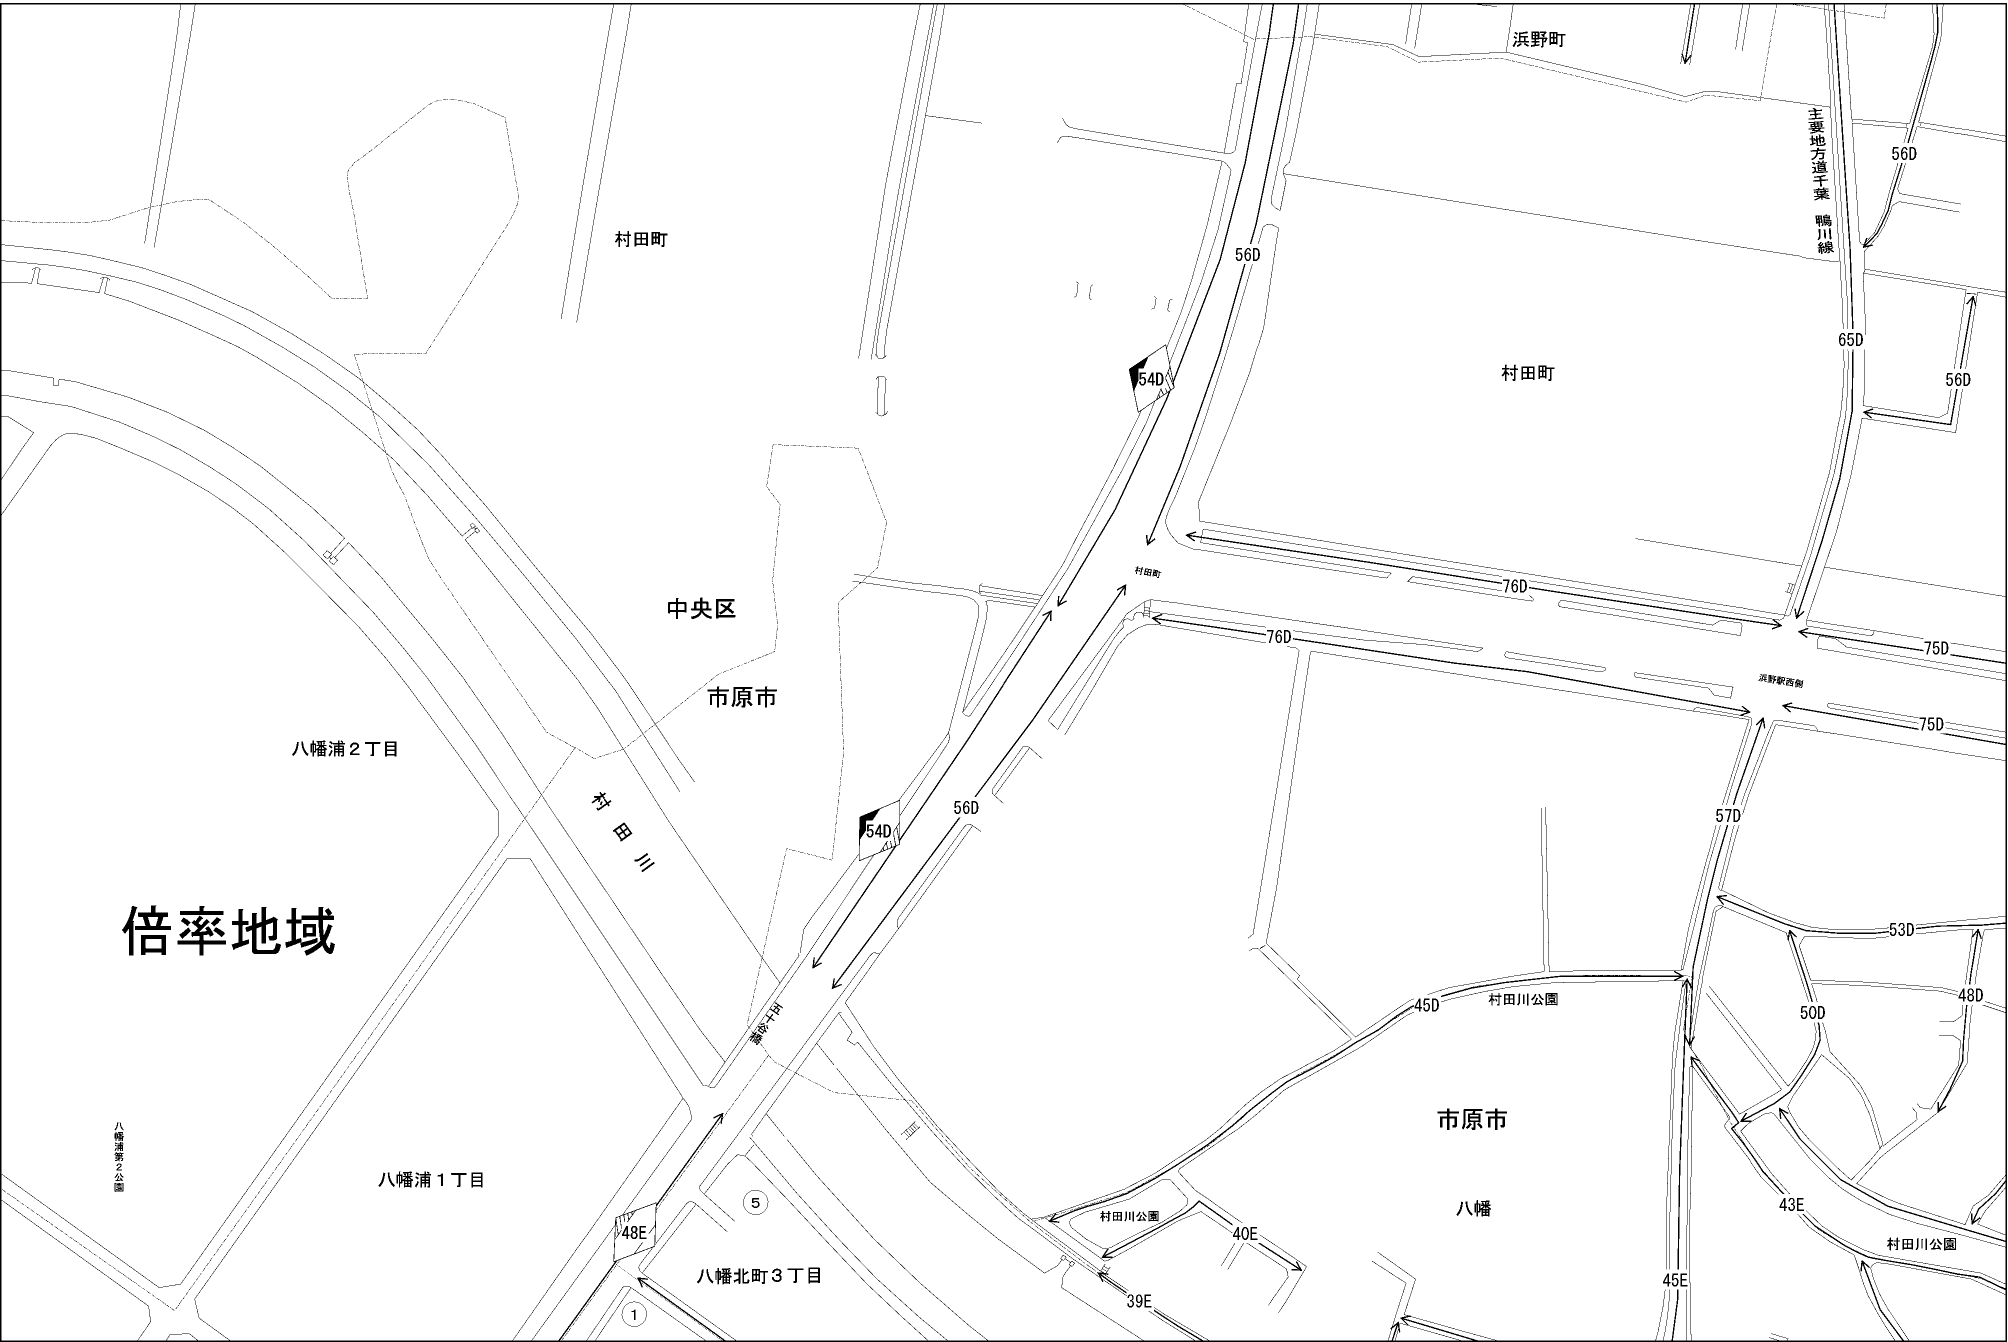 浜野町
主要地方道千葉　鴨川線
56D
村田町
56D
65D
村田町
54D
56D
村田町
76D
中央区
76D
75D
浜野駅西側
市原市
75D
八幡浦２丁目
村田川
56D
57D
54D
倍率地域
53D
48D
村田川公園
45D
50D
五十谷橋
市原市
八幡浦第２公園
八幡浦１丁目
5
43E
八幡
村田川公園
48E
40E
村田川公園
八幡北町３丁目
45E
39E
1